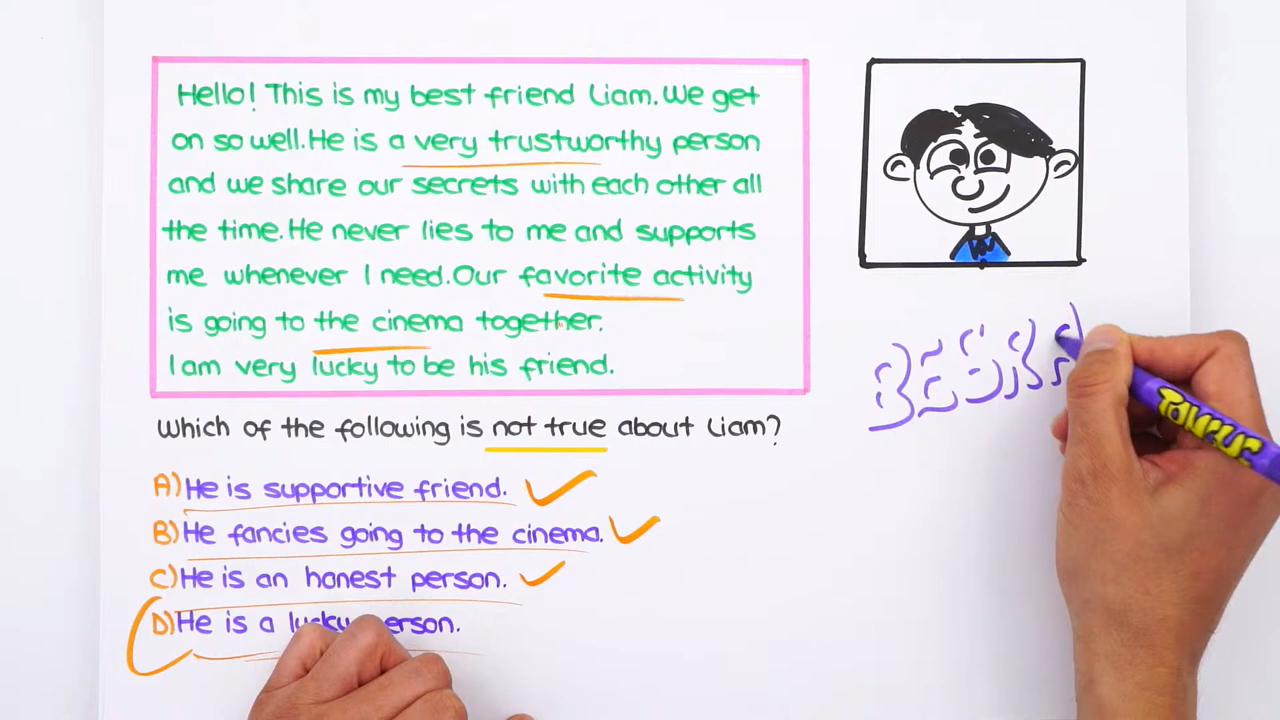 Hello! This is my best friend Liam. We get
on so well. He is a very trustworthy person
and we share our secrets with each other all
the time. He never lies to me and supports
me whenever I need. Our favorite activity
is going to the cinema together.
I am very lucky to be his friend.
Which of the following is not true about Liam?
A) He is supportive friend.
B) He fancies going to the cinema.
C) He is an honest person.
D) He is a lucky person.